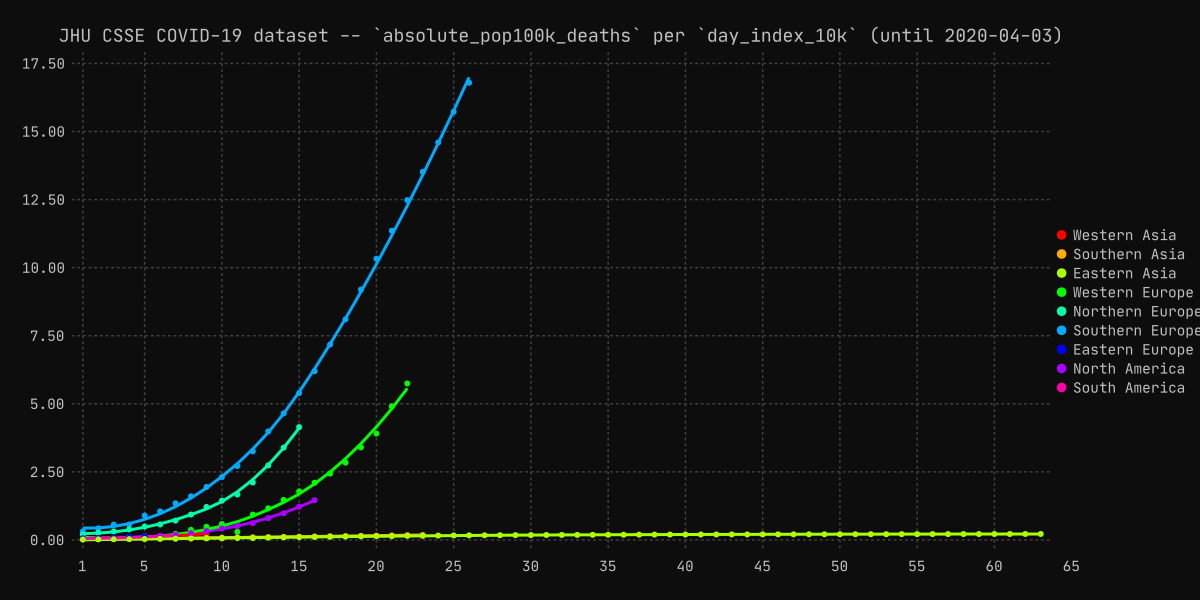 JHU CSSE COVID-19 dataset -- `absolute_pop100k_deaths` per `day_index_10k` (until 2020-04-03)
17.50
15.00
12.50
10.00
7.50
5.00
2.50
0.00
1 5 10 15 20 25 30 35 40 45 50 55 60 65
Western Asia
Southern Asia
Eastern Asia
Western Europe
Northern Europe
Southern Europe
Eastern Europe
North America
South America